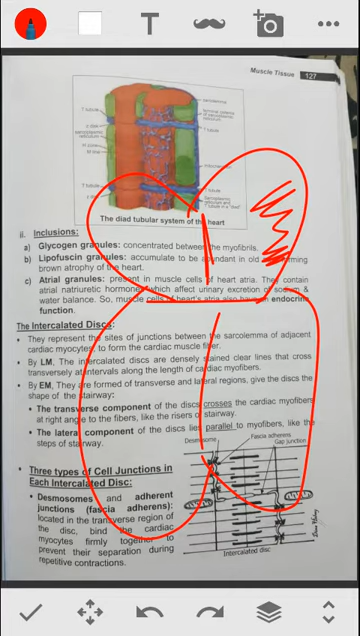 T
Muscle Tissue 127
sarcolemma
T tubule
T tubule
Z disk
sarcoplasmic reticulum
H zone
M line
T tubule
The diad tubular system of the heart
ii. Inclusions:
a) Glycogen granules: concentrated between the myofibrils.
b) Lipofuscin granules: accumulate to be abundant in old
brown atrophy of the heart.
c) Atrial granules: present in muscle cells of heart atria. They contain
atrial natriuretic hormone which affect urinary excretion of sodium &
water balance. So, muscle cells of heart's atria also have an endocrine
function.
The Intercalated Discs:
• They represent the sites of junctions between the sarcolemma of adjacent
cardiac myocytes, to form the cardiac muscle fiber.
• By LM, The intercalated discs are densely stained clear lines that cross
transversely at intervals along the length of cardiac myofibers.
• By EM, They are formed of transverse and lateral regions, give the discs the
shape of the stairway:
• The transverse component of the discs crosses the cardiac myofibers
at right angle to the fibers, like the risers of stairway.
• The lateral component of the discs lies parallel to myofibers, like the
steps of stairway.
Desmosome
Fascia adherens
Gap junction
• Three types of Cell Junctions in
Each Intercalated Disc:
• Desmosomes and adherent
junctions (fascia adherens):
located in the transverse region of
the disc, bind the cardiac
myocytes firmly together to
prevent their separation during
repetitive contractions.
Intercalated disc